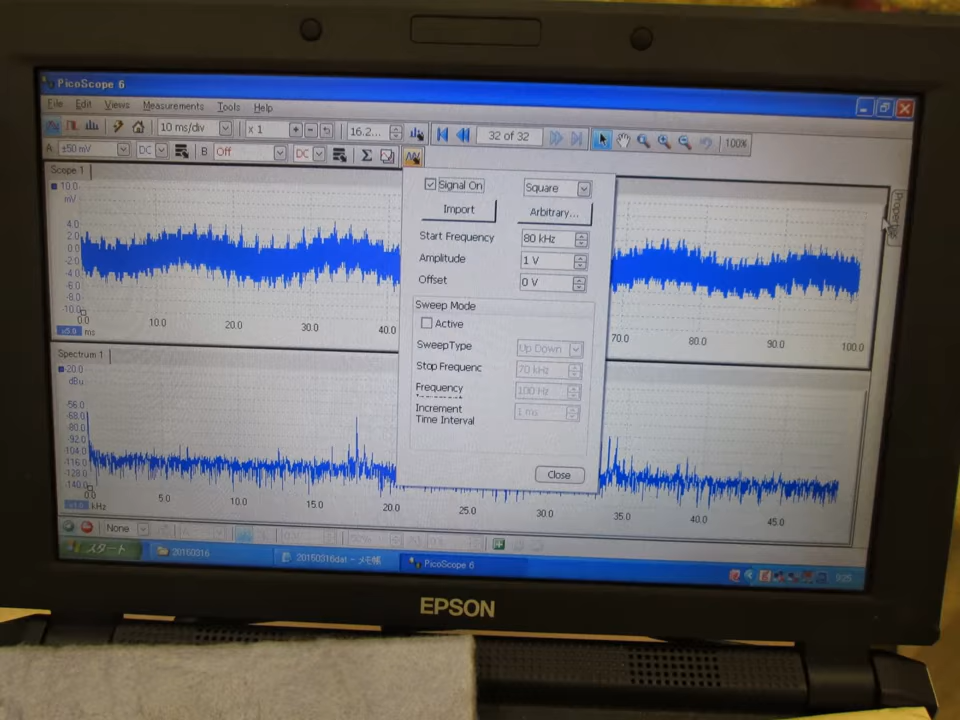 PicoScope 6
File Edit Views Measurements Tools Help
10 ms/div x 1 16.2... 32 of 32 100%
A ±50 mV DC B Off DC Σ
Scope 1
Signal On Square
Import Arbitrary...
Start Frequency 80 kHz
Amplitude 1 V
Offset 0 V
Sweep Mode
Active
SweepType Up Down
Stop Frequenc 70 kHz
Frequency 100 Hz
Increment 1 ms
Time Interval
Close
10.0
mV
4.0
2.0
0.0
-2.0
-4.0
-6.0
-8.0
-10.0
0.0 10.0 20.0 30.0 40.0 70.0 80.0 90.0 100.0
x5.0 ms
Spectrum 1
-20.0
dBu
-56.0
-68.0
-80.0
-92.0
-104.0
-116.0
-128.0
-140.0
0.0 5.0 10.0 15.0 20.0 25.0 30.0 35.0 40.0 45.0
kHz
None
スタート 20160316 20160316dat - メモ帳 PicoScope 6
EPSON